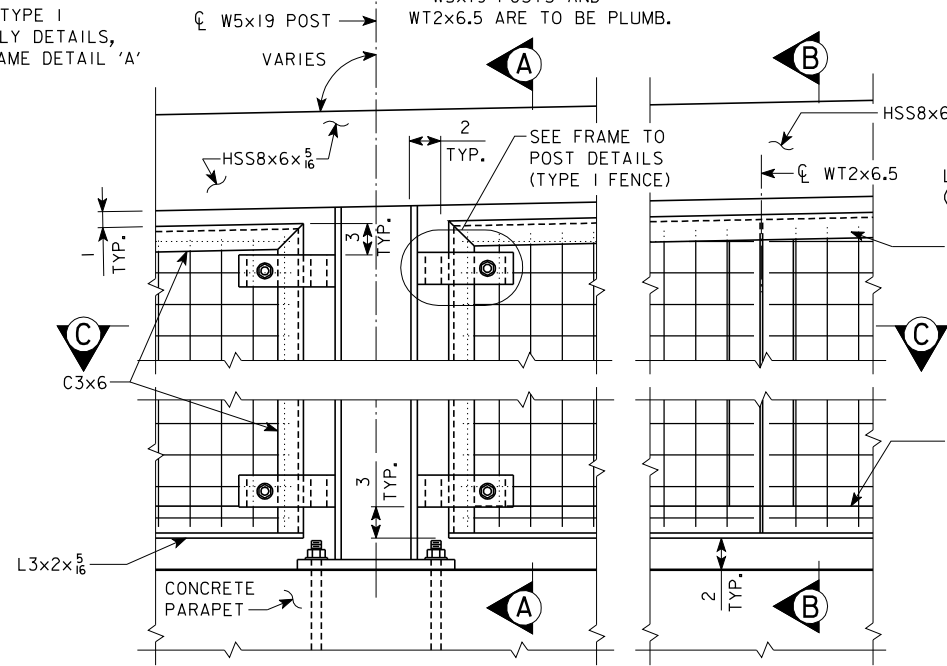 TYPE 1
LY DETAILS,
AME DETAIL 'A'
℄ W5x19 POST
WT2x6.5 ARE TO BE PLUMB.
VARIES
A
B
HSS8x6x5/16
2
TYP.
SEE FRAME TO
POST DETAILS
(TYPE 1 FENCE)
HSS8x6
℄ WT2x6.5
L
(
1
TYP.
3
TYP.
C
C
C3x6
3
TYP.
L3x2x5/16
CONCRETE
PARAPET
2
TYP.
A
B